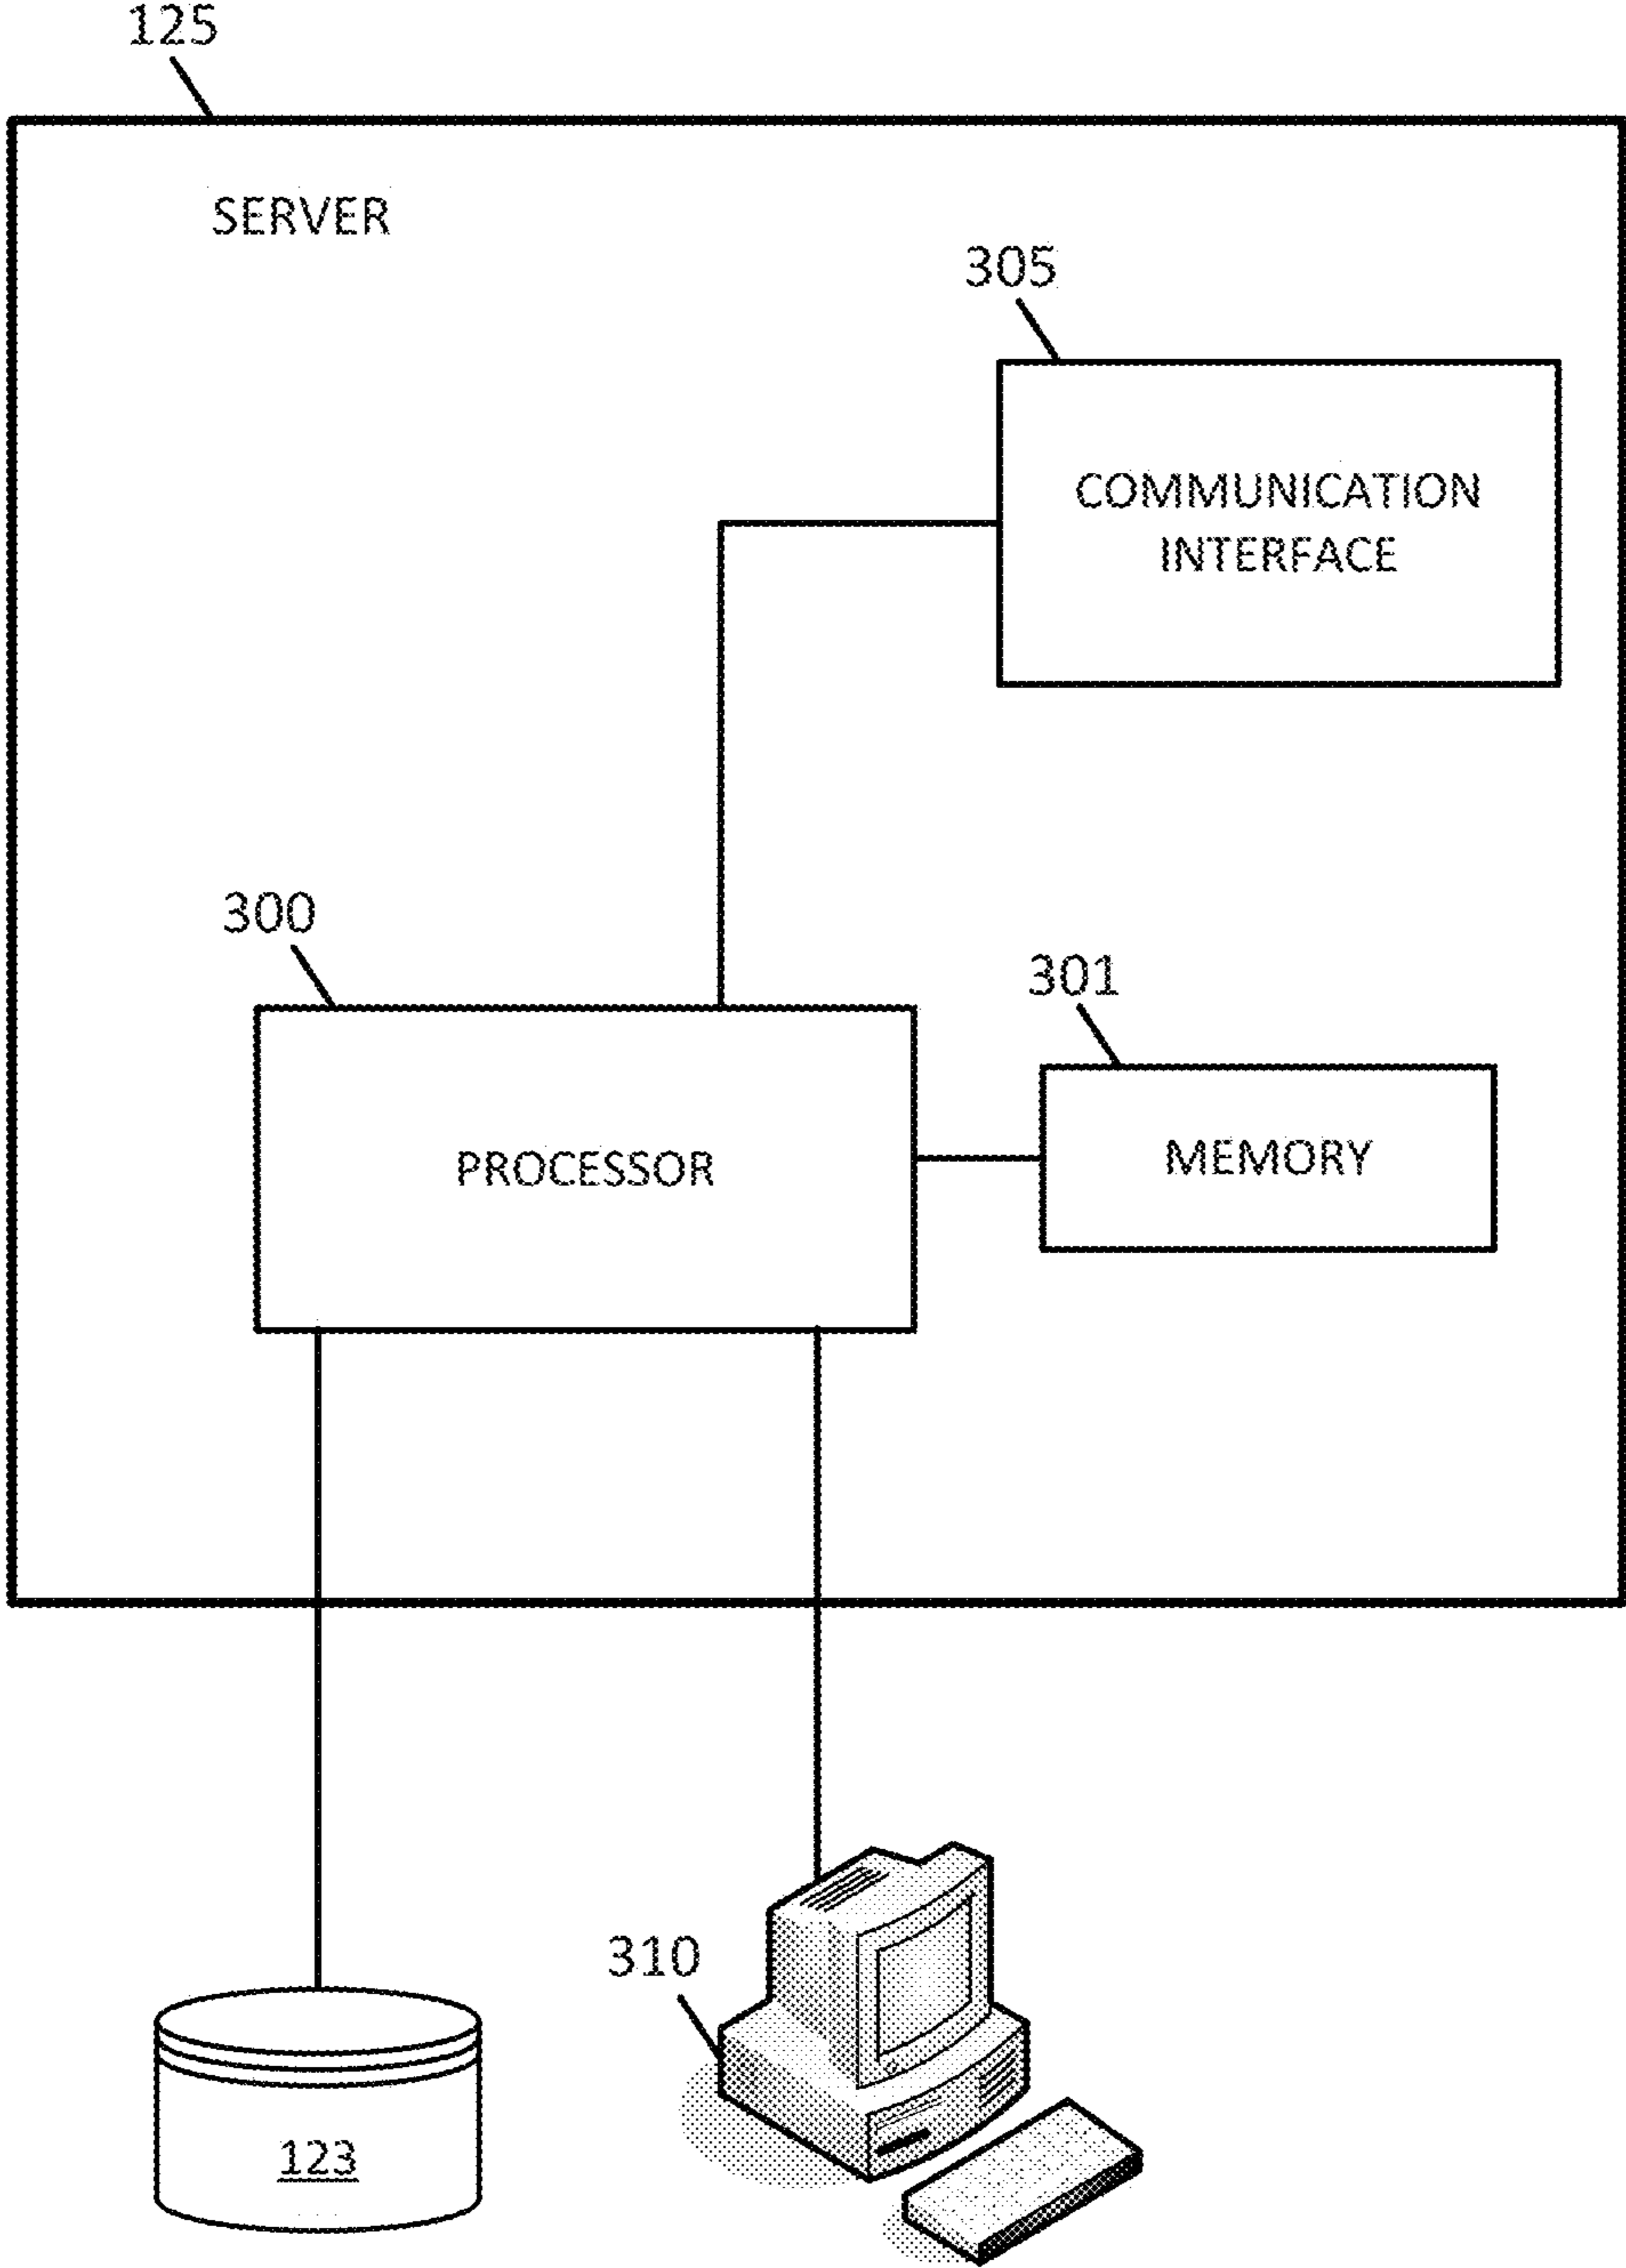 125
SERVER
305
COMMUNICATION
INTERFACE
300
301
PROCESSOR
MEMORY
310
123